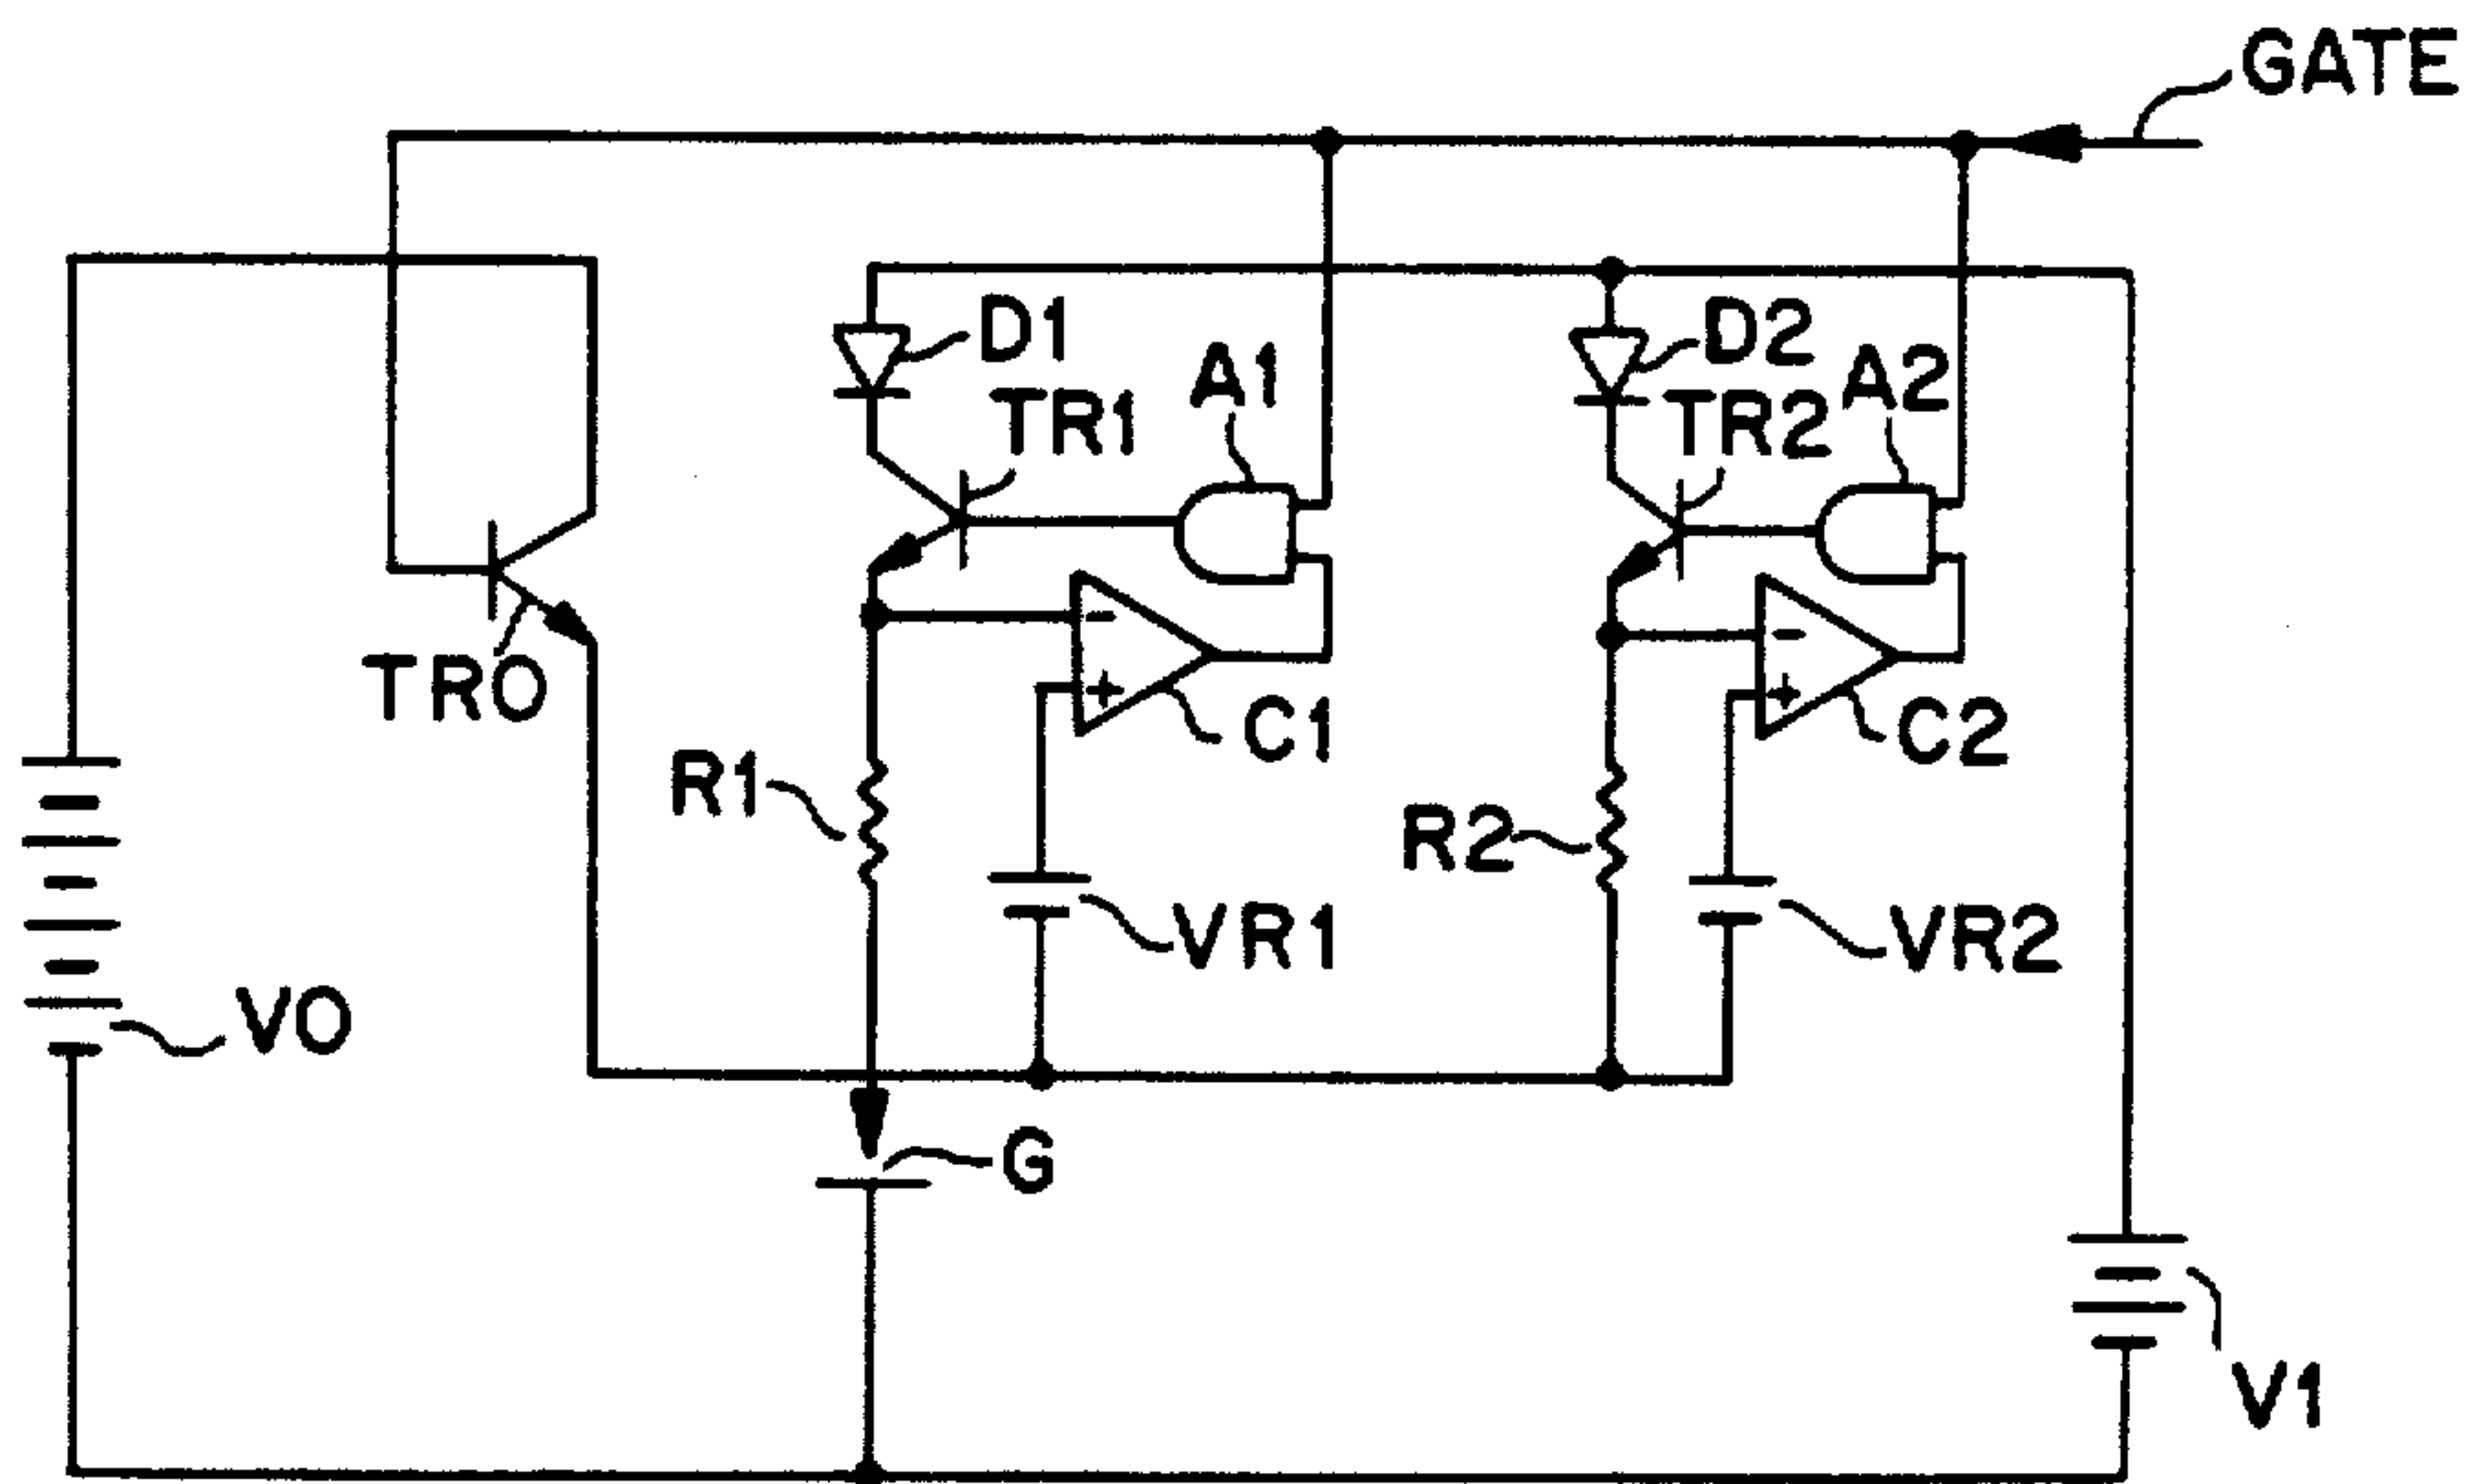 GATE
D1
D2
A1
A2
TR1
TR2
-
-
TRO
+
+
C1
C2
R1
R2
VR1
VR2
VO
G
V1